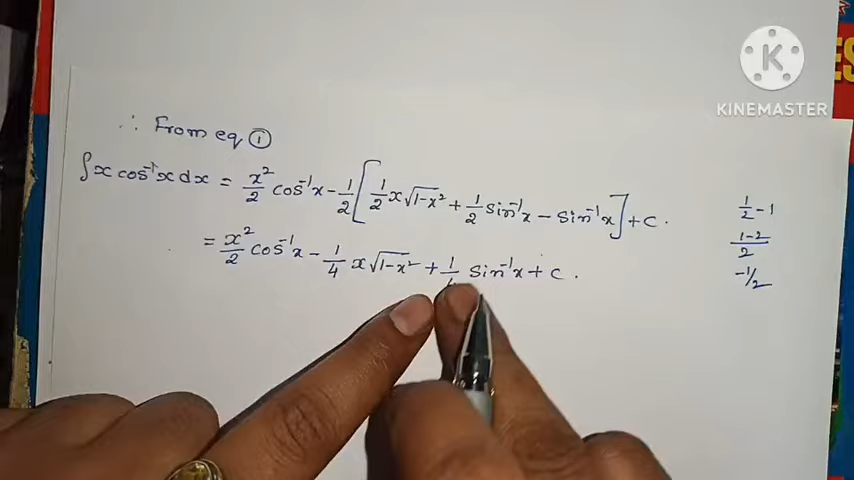 K
KINEMASTER
∴ From eq ①
∫x cos⁻¹x dx = x²/2 cos⁻¹x - 1/2 [1/2 x√1-x² + 1/2 sin⁻¹x - sin⁻¹x] + c.
= x²/2 cos⁻¹x - 1/4 x√1-x² + 1/4 sin⁻¹x + c.
1/2 - 1
1-2/2
-1/2